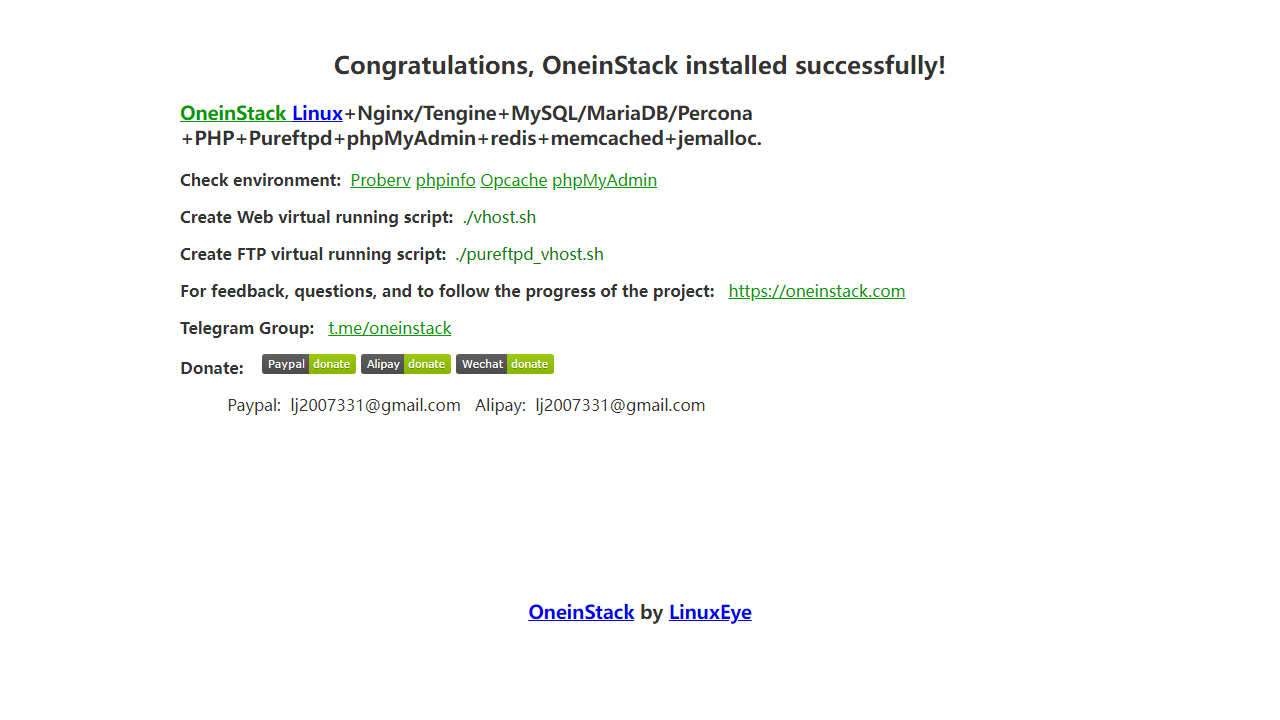 Congratulations, OneinStack installed successfully!
OneinStack Linux+Nginx/Tengine+MySQL/MariaDB/Percona
+PHP+Pureftpd+phpMyAdmin+redis+memcached+jemalloc.
Check environment: Proberv phpinfo Opcache phpMyAdmin
Create Web virtual running script: ./vhost.sh
Create FTP virtual running script: ./pureftpd_vhost.sh
For feedback, questions, and to follow the progress of the project: https://oneinstack.com
Telegram Group: t.me/oneinstack
Donate: Paypal donate Alipay donate Wechat donate
Paypal: lj2007331@gmail.com Alipay: lj2007331@gmail.com
OneinStack by LinuxEye